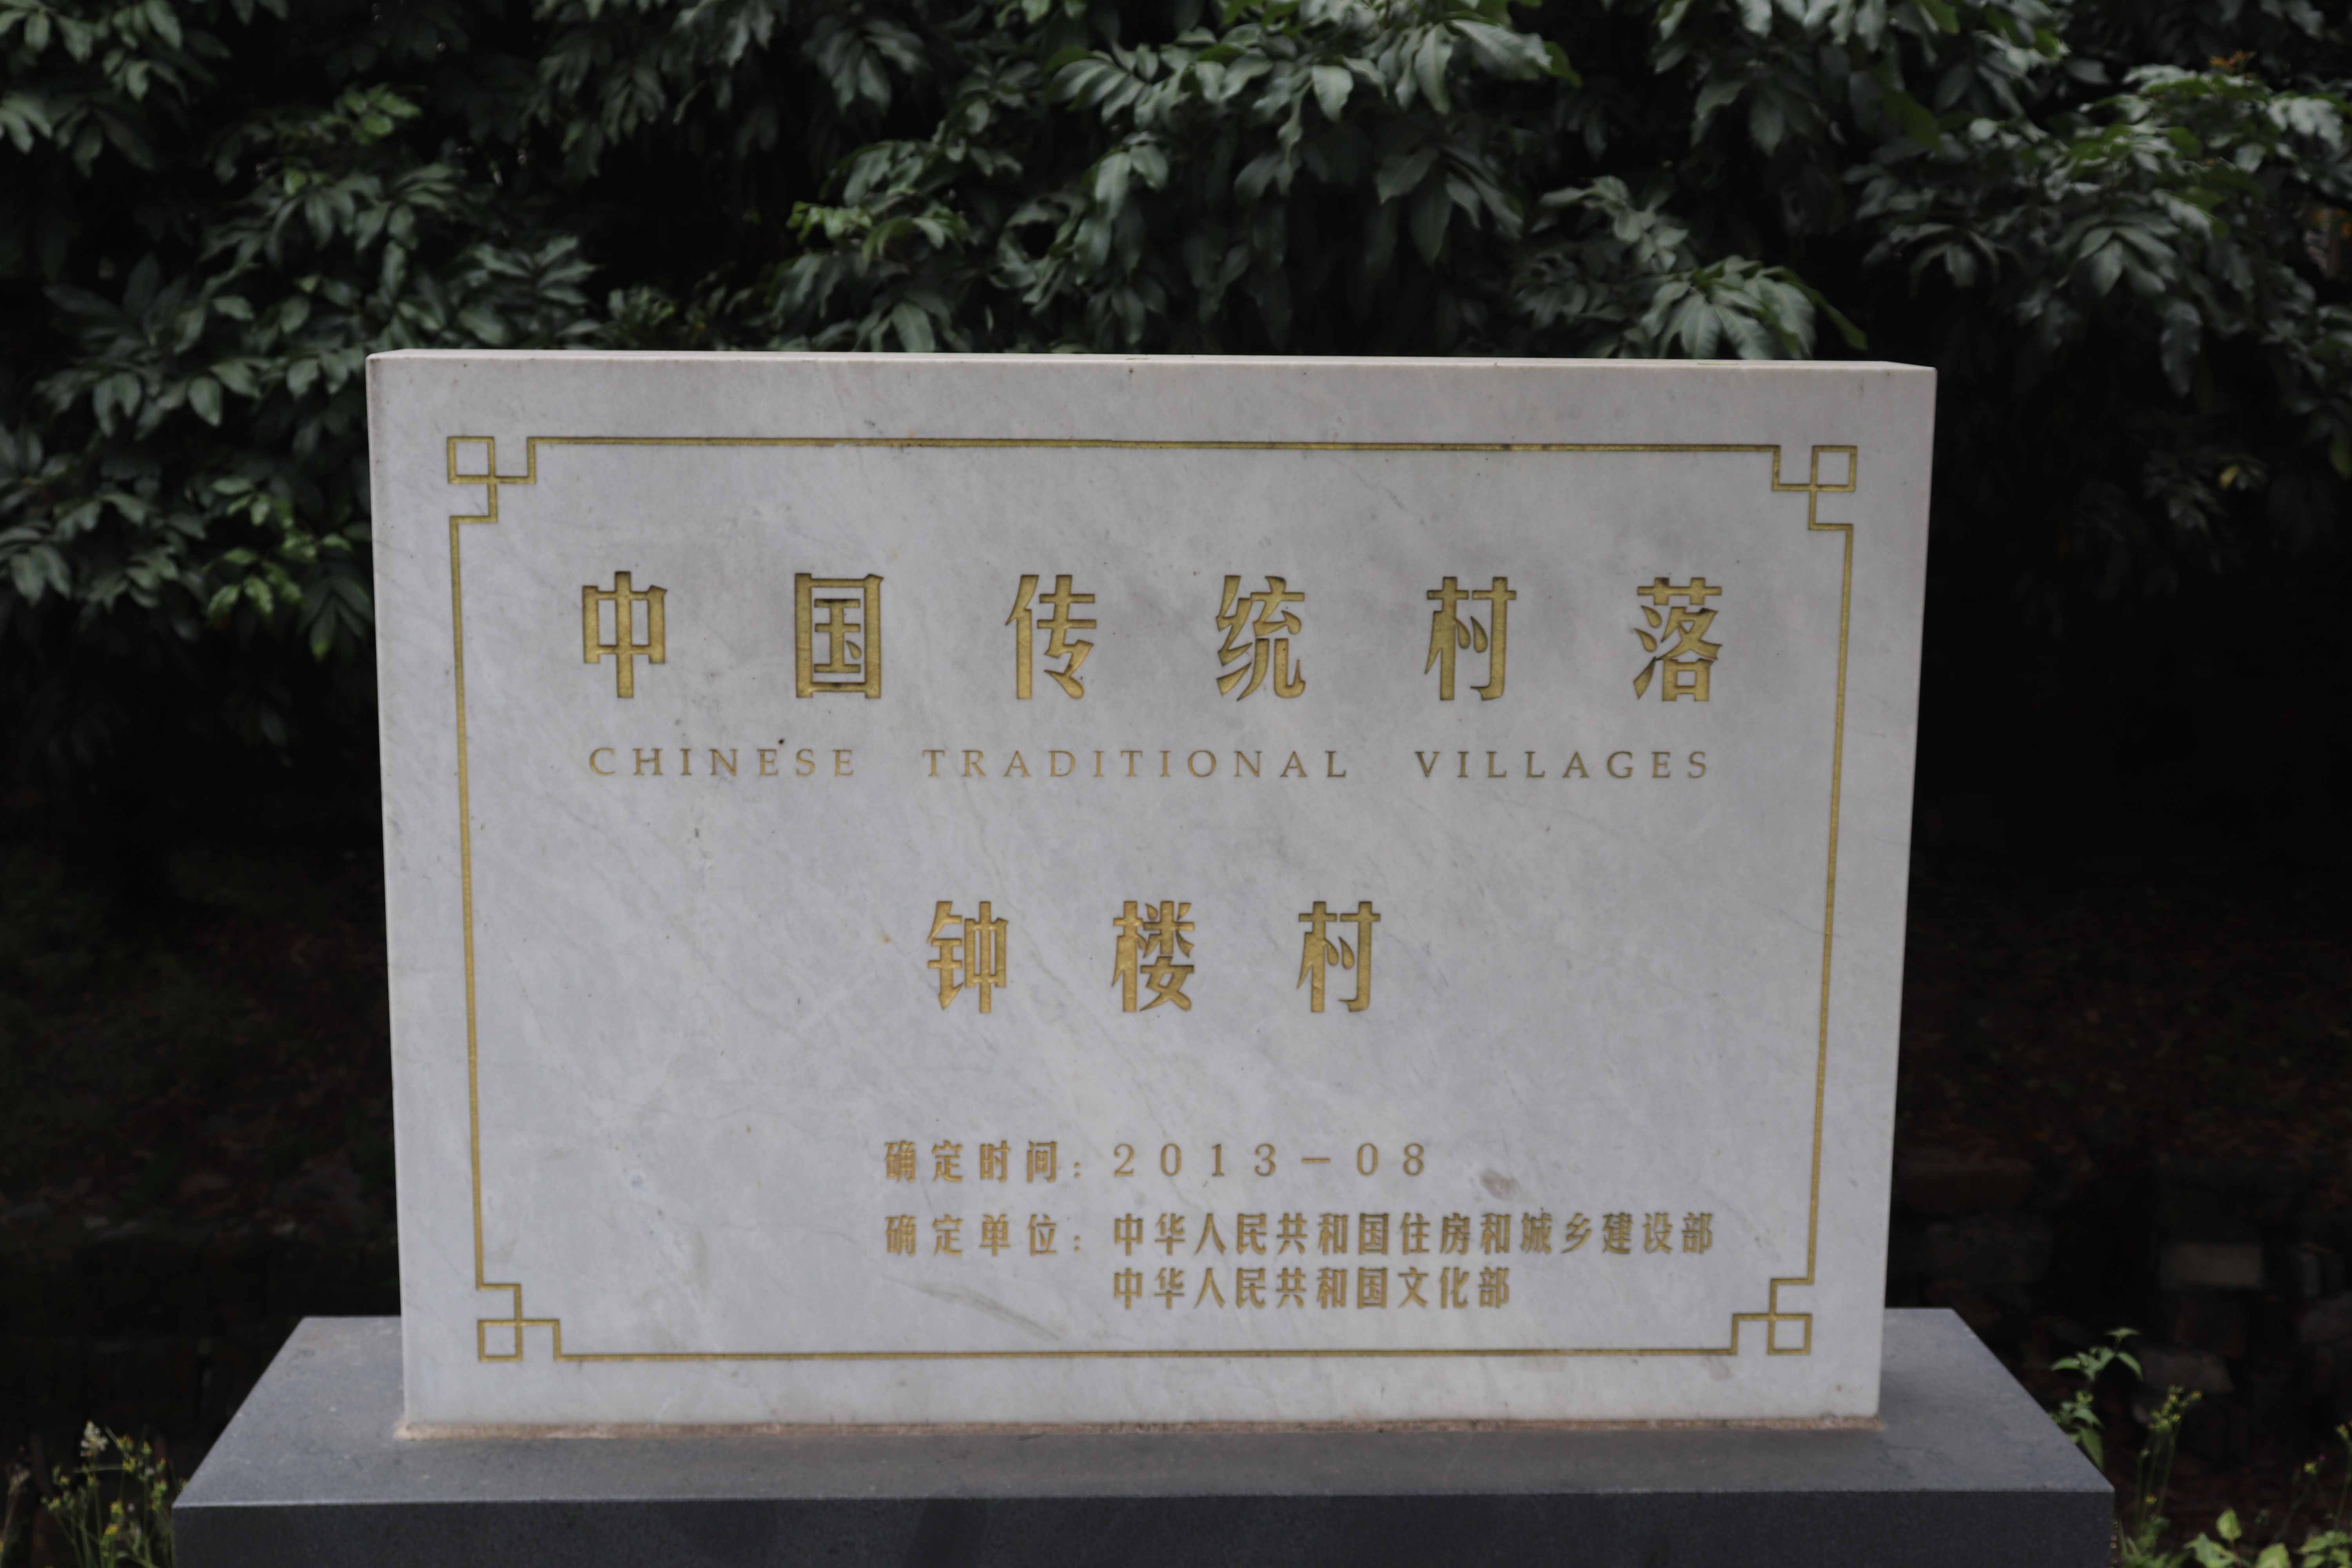 中国传统村落
CHINESE TRADITIONAL VILLAGES
钟楼村
确定时间：2013-08
确定单位：中华人民共和国住房和城乡建设部
中华人民共和国文化部